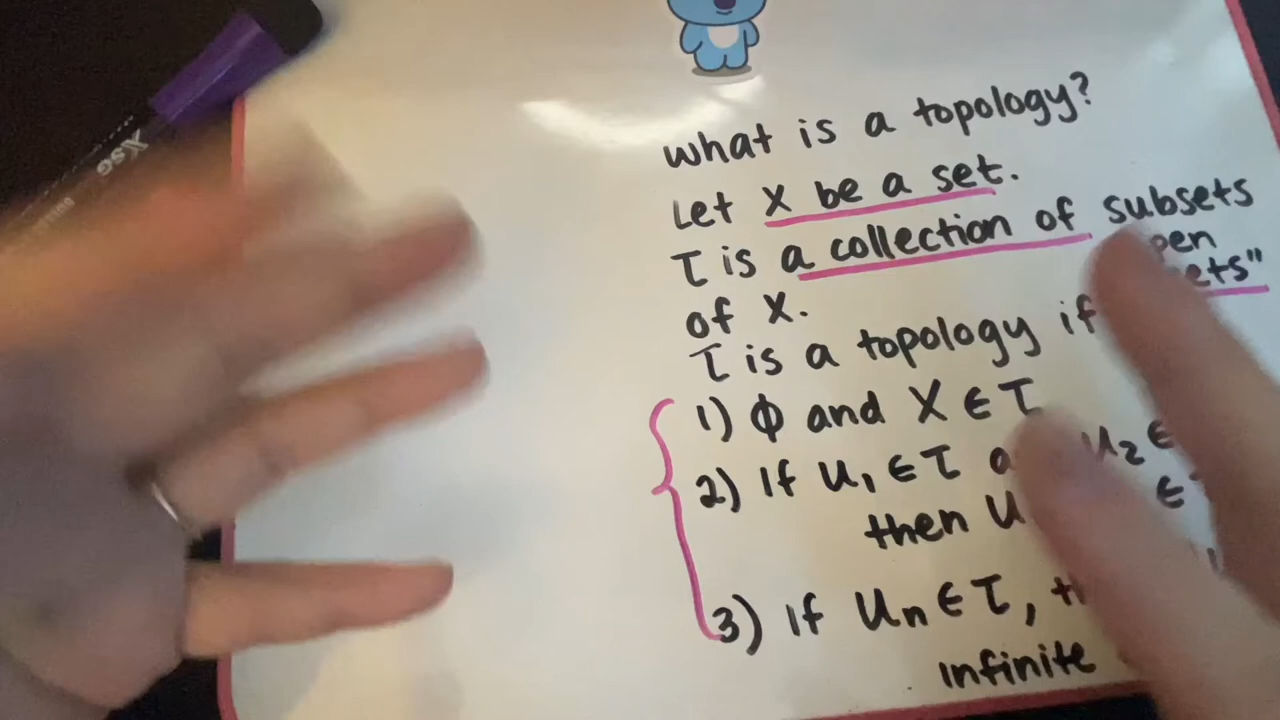 What is a topology?
Let X be a set.
τ is a collection of subsets
of X.
τ is a topology if
1) ϕ and X ∈ τ
2) If U₁ ∈ τ U₂ ∈
then U ∈
3) If Uₙ ∈ τ,
infinite